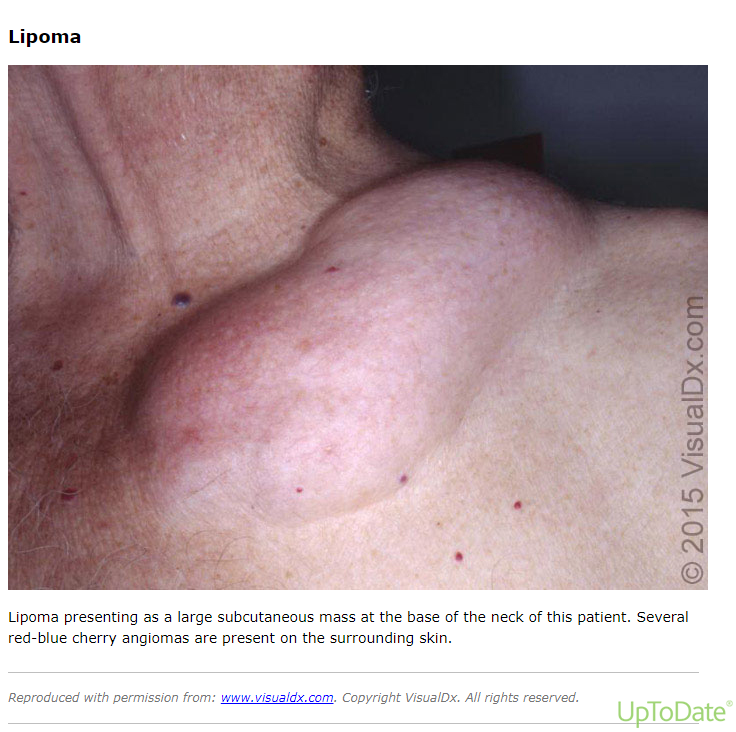 Lipoma
© 2015 VisualDx.com
Lipoma presenting as a large subcutaneous mass at the base of the neck of this patient. Several
red-blue cherry angiomas are present on the surrounding skin.
Reproduced with permission from: www.visualdx.com. Copyright VisualDx. All rights reserved.
UpToDate®